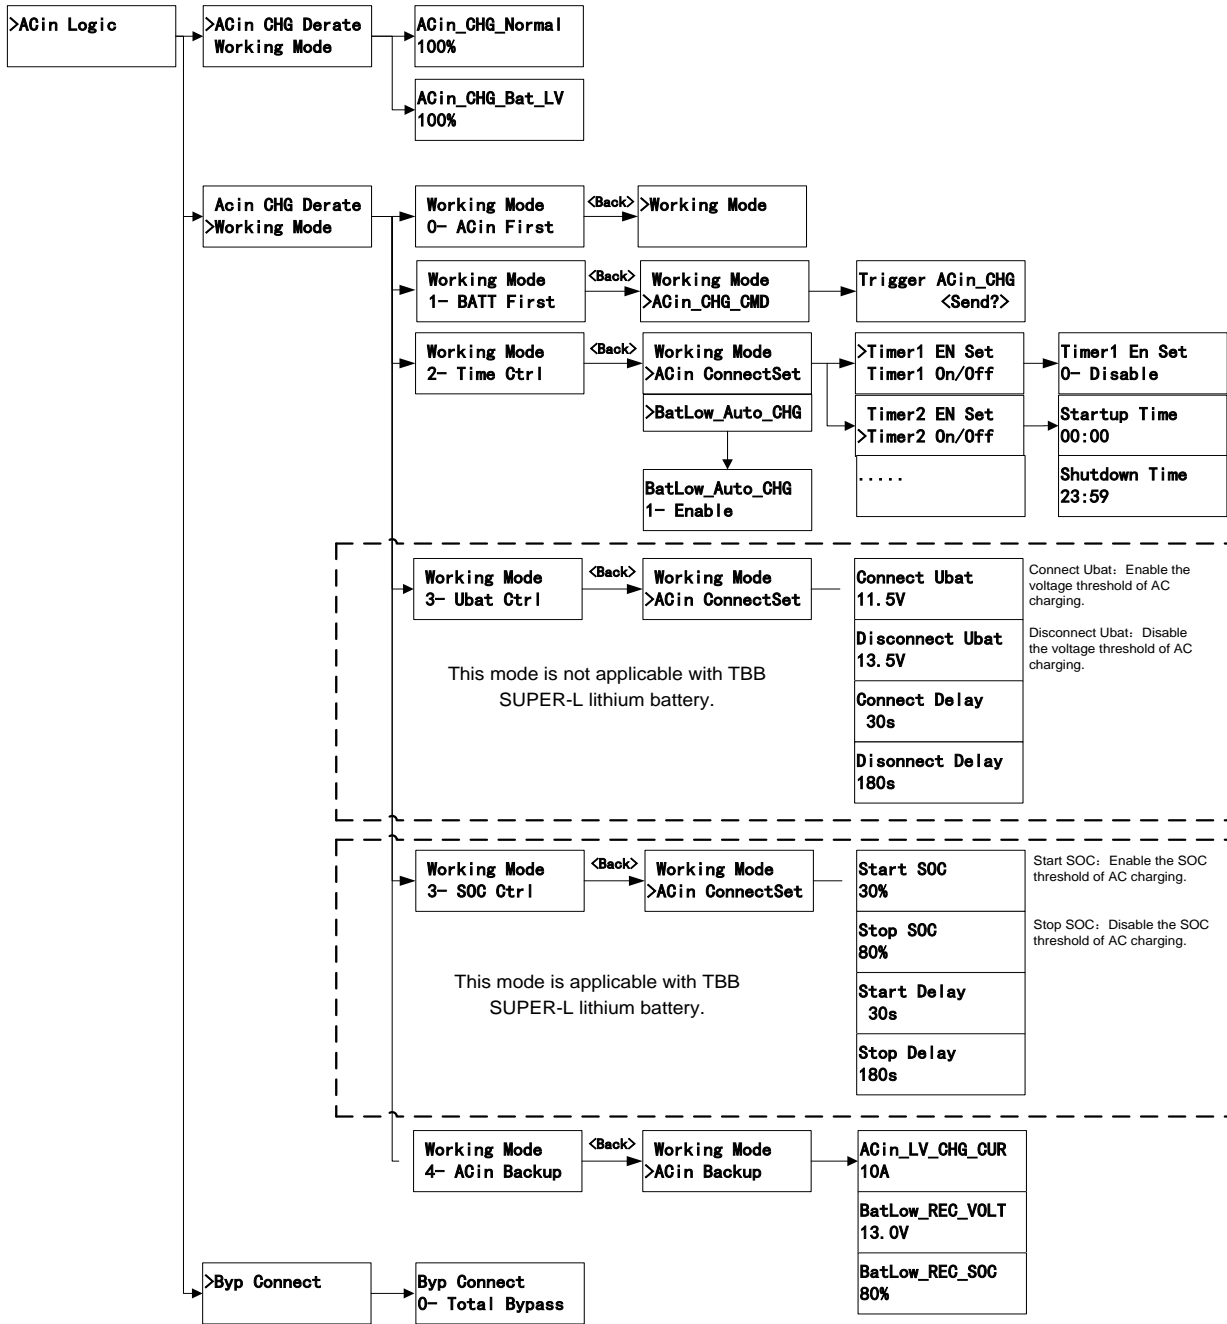 >ACin Logic
>ACin CHG Derate
Working Mode
ACin_CHG_Normal
100%
ACin_CHG_Bat_LV
100%
Acin CHG Derate
>Working Mode
Working Mode
0- ACin First
<Back>
>Working Mode
Working Mode
1- BATT First
<Back>
Working Mode
>ACin_CHG_CMD
Trigger ACin_CHG
<Send?>
Working Mode
2- Time Ctrl
<Back>
Working Mode
>ACin ConnectSet
>BatLow_Auto_CHG
BatLow_Auto_CHG
1- Enable
>Timer1 EN Set
Timer1 On/Off
Timer1 En Set
0- Disable
Timer2 EN Set
>Timer2 On/Off
.....
Startup Time
00:00
Shutdown Time
23:59
Working Mode
3- Ubat Ctrl
<Back>
Working Mode
>ACin ConnectSet
Connect Ubat
11.5V
Disconnect Ubat
13.5V
Connect Delay
30s
Disonnect Delay
180s
Connect Ubat：Enable the
voltage threshold of AC
charging.
Disconnect Ubat：Disable
the voltage threshold of AC
charging.
This mode is not applicable with TBB
SUPER-L lithium battery.
Working Mode
3- SOC Ctrl
<Back>
Working Mode
>ACin ConnectSet
Start SOC
30%
Stop SOC
80%
Start Delay
30s
Stop Delay
180s
Start SOC：Enable the SOC
threshold of AC charging.
Stop SOC：Disable the SOC
threshold of AC charging.
This mode is applicable with TBB
SUPER-L lithium battery.
Working Mode
4- ACin Backup
<Back>
Working Mode
>ACin Backup
ACin_LV_CHG_CUR
10A
BatLow_REC_VOLT
13.0V
BatLow_REC_SOC
80%
>Byp Connect
Byp Connect
0- Total Bypass